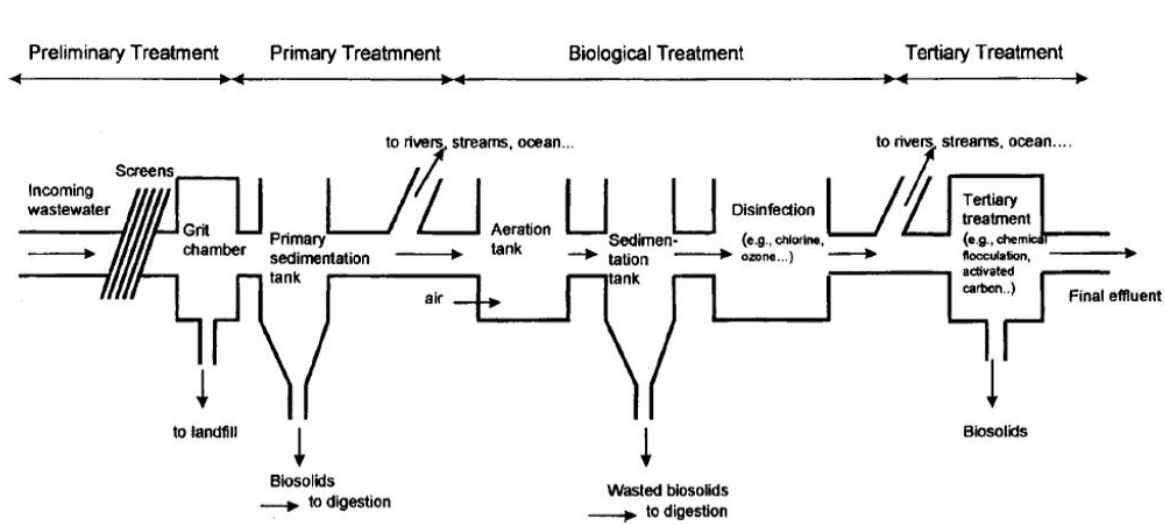 Preliminary Treatment
Primary Treatmnent
Biological Treatment
Tertiary Treatment
to rivers, streams, ocean...
to rivers, streams, ocean....
Screens
Incoming
wastewater
Grit
chamber
Primary
sedimentation
tank
Aeration
tank
air
Sedimen-
tation
tank
Disinfection
(e.g., chlorine,
ozone...)
Tertiary
treatment
(e.g., chemical
flocculation,
activated
carbon..)
Final effluent
to landfill
Biosolids
to digestion
Wasted biosolids
to digestion
Biosolids